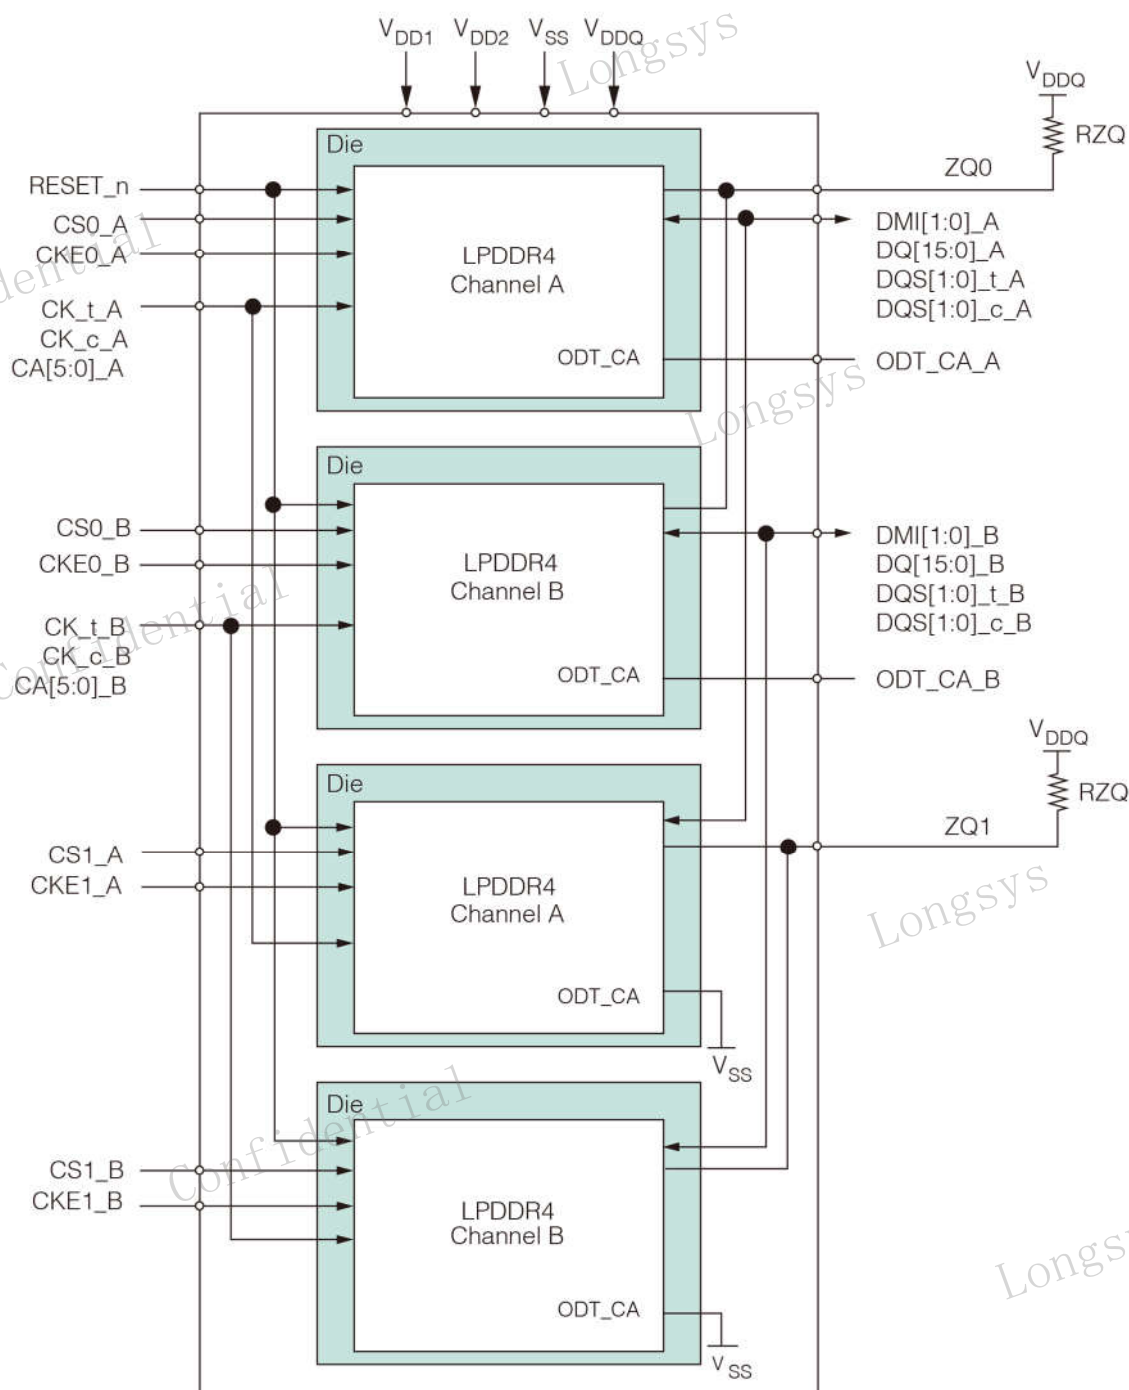 VDD1 VDD2 VSS VDDQ
Longsys
VDDQ
RZQ
Die
ZQ0
RESET_n
CS0_A
CKE0_A
CK_t_A
CK_c_A
CA[5:0]_A
LPDDR4
Channel A
ODT_CA
DMI[1:0]_A
DQ[15:0]_A
DQS[1:0]_t_A
DQS[1:0]_c_A
ODT_CA_A
Longsys
Die
CS0_B
CKE0_B
CK_t_B
CK_c_B
CA[5:0]_B
Confidential
LPDDR4
Channel B
ODT_CA
DMI[1:0]_B
DQ[15:0]_B
DQS[1:0]_t_B
DQS[1:0]_c_B
ODT_CA_B
VDDQ
RZQ
Die
ZQ1
CS1_A
CKE1_A
LPDDR4
Channel A
ODT_CA
VSS
Longsys
Die
Confidential
CS1_B
CKE1_B
LPDDR4
Channel B
ODT_CA
VSS